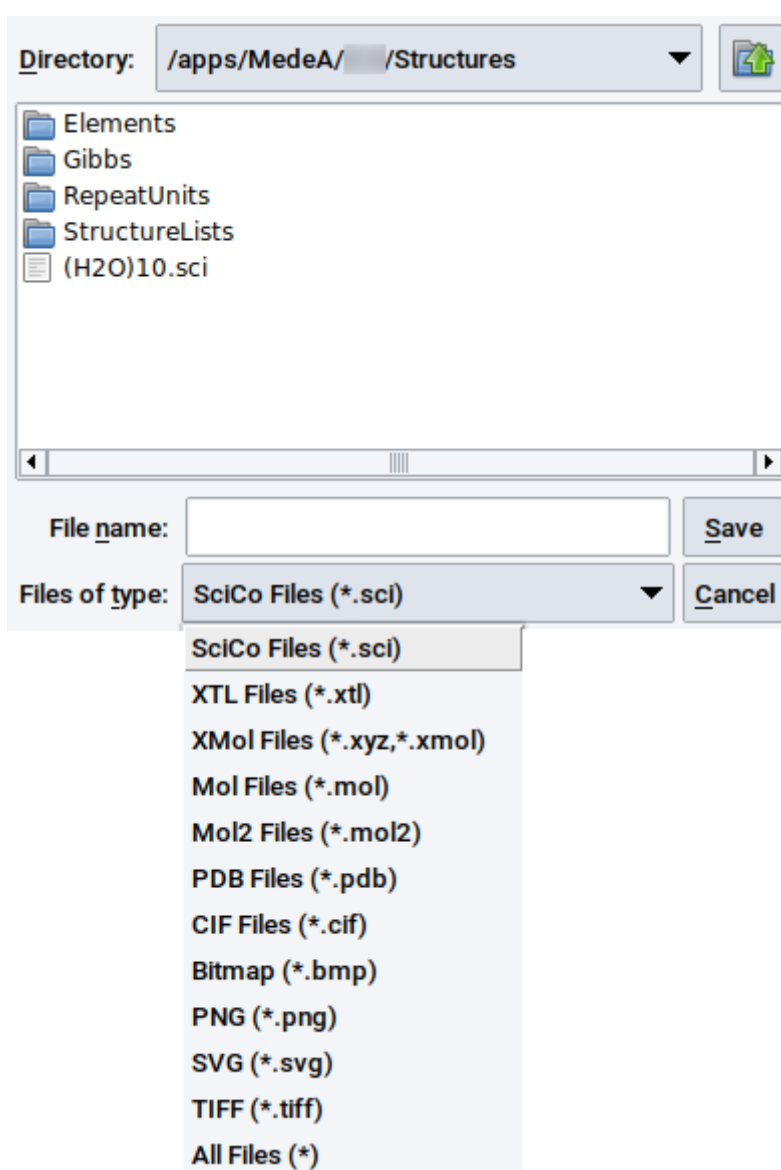 Directory: /apps/MedeA/ /Structures
Elements
Gibbs
RepeatUnits
StructureLists
(H2O)10.sci
File name: Save
Files of type: SciCo Files (*.sci) Cancel
SciCo Files (*.sci)
XTL Files (*.xtl)
XMol Files (*.xyz,*.xmol)
Mol Files (*.mol)
Mol2 Files (*.mol2)
PDB Files (*.pdb)
CIF Files (*.cif)
Bitmap (*.bmp)
PNG (*.png)
SVG (*.svg)
TIFF (*.tiff)
All Files (*)